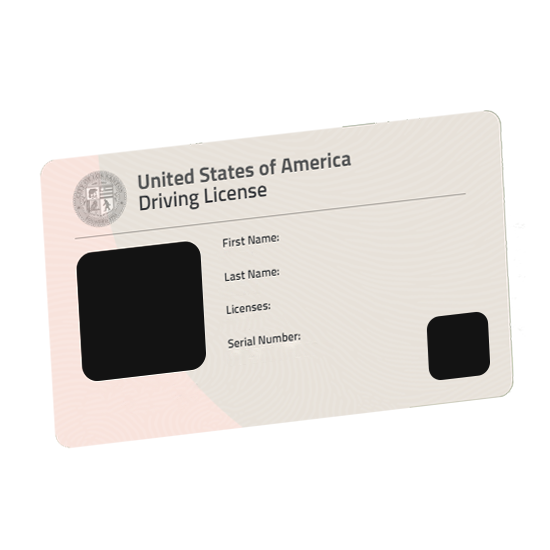 United States of America
Driving License
First Name:
Last Name:
Licenses:
Serial Number: